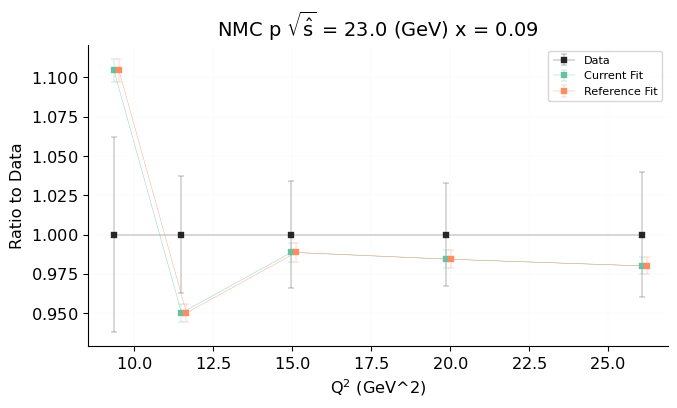 NMC p √ŝ = 23.0 (GeV) x = 0.09
Data
Current Fit
Reference Fit
Ratio to Data
1.100
1.075
1.050
1.025
1.000
0.975
0.950
10.0 12.5 15.0 17.5 20.0 22.5 25.0
Q² (GeV^2)